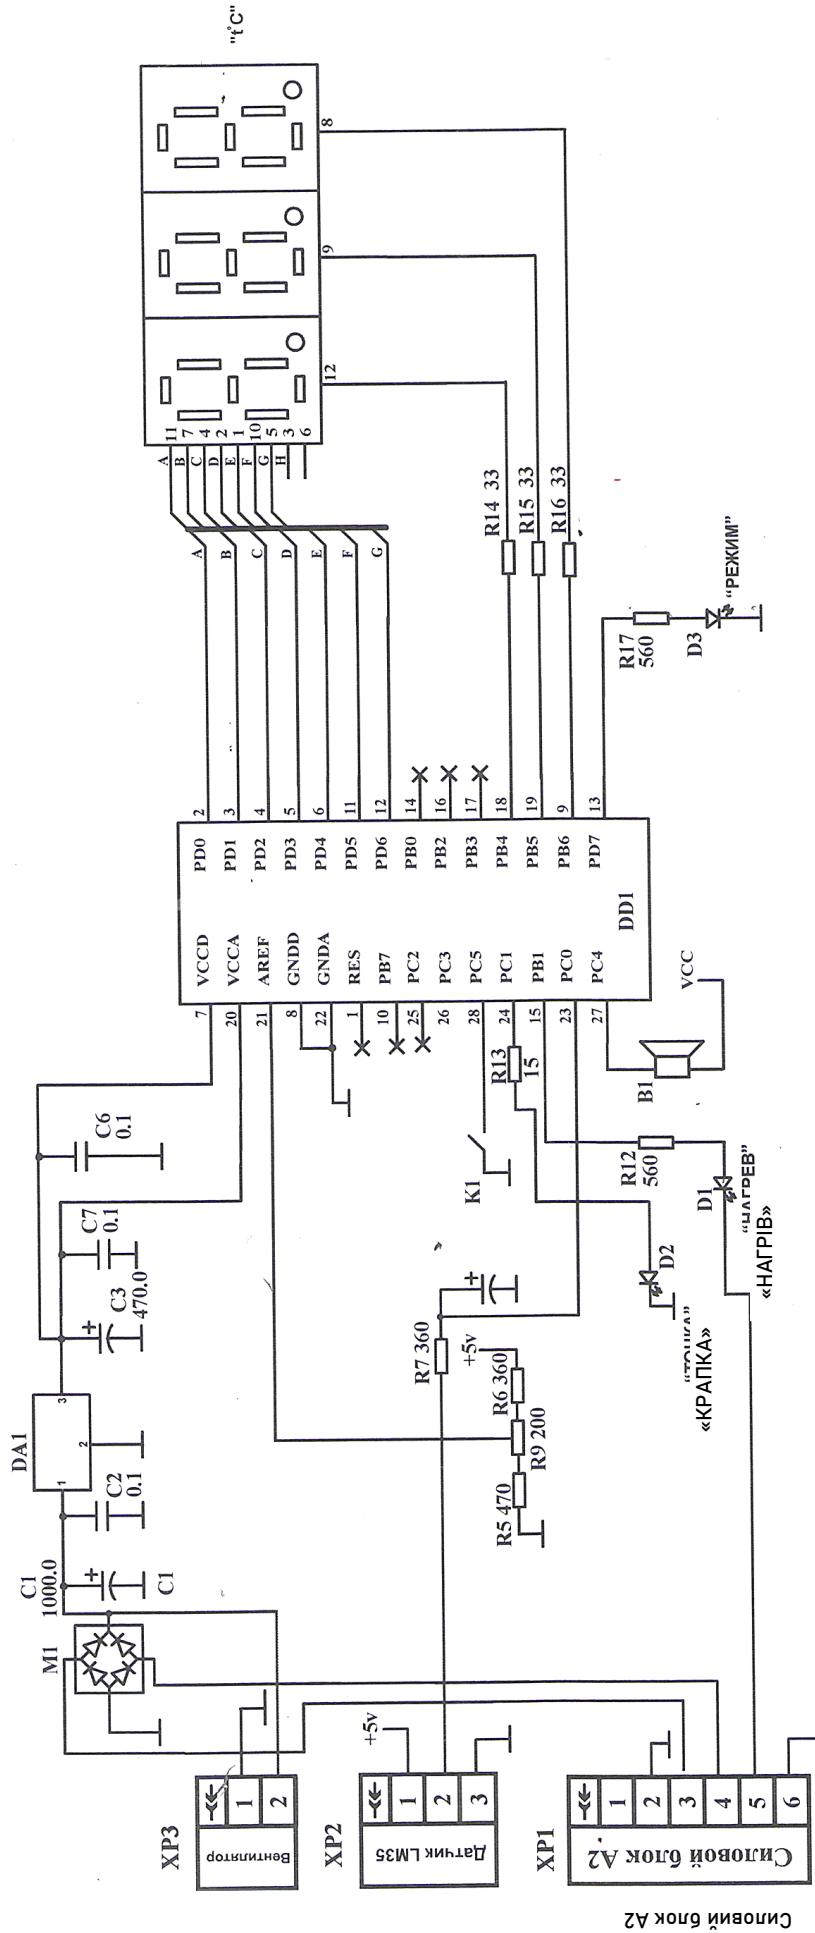 "t°C"
A 11
B 7
C 4
D 2
E 1
F 10
G 5
H 3
6
12
9
8
A
B
C
D
E
F
G
R14 33
R15 33
R16 33
R17
560
D3
"РЕЖИМ"
PD0 2
PD1 3
PD2 4
PD3 5
PD4 6
PD5 11
PD6 12
PB0 14
PB2 16
PB3 17
PB4 18
PB5 19
PB6 9
PD7 13
DD1
7 VCCD
20 VCCA
21 AREF
8 GNDD
22 GNDA
1 RES
10 PB7
25 PC2
26 PC3
28 PC5
24 PC1
15 PB1
23 PC0
27 PC4
VCC
B1
R13
15
K1
R12
560
D1
"НАГРЕВ"
«НАГРІВ»
D2
"ТОЧКА"
«КРАПКА»
C6
0.1
C7
0.1
C3
470.0
+
DA1
1
2
3
C2
0.1
C1
1000.0
+
C1
M1
+
R7 360
+5v
R6 360
R9 200
R5 470
XP3
Вентилятор
1
2
XP2
Датчик LM35
1
2
3
+5v
XP1
Силовой блок А2
1
2
3
4
5
6
Силовий блок А2